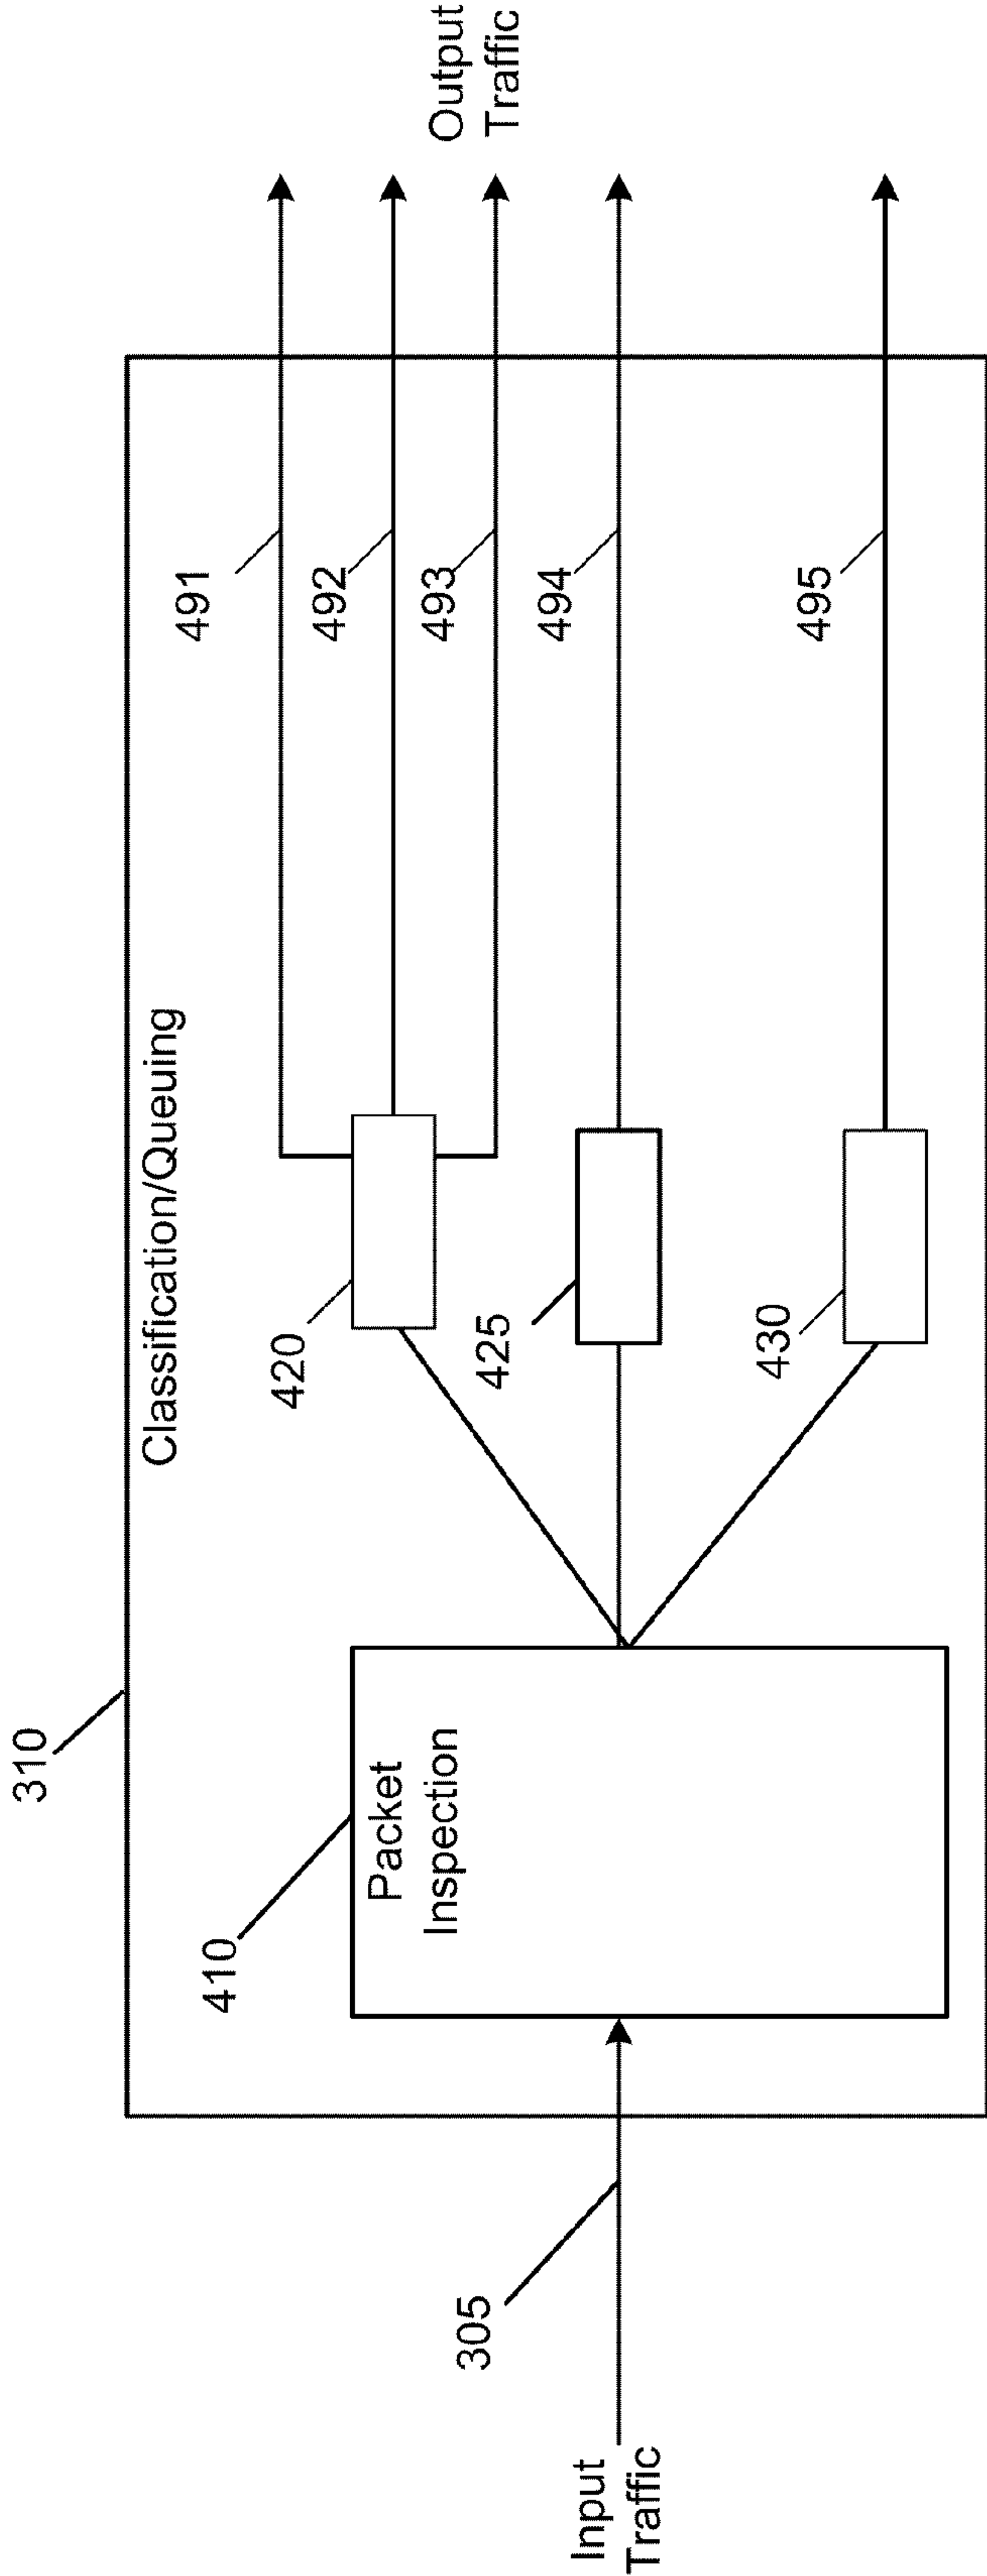 310
Classification/Queuing
410
Packet
Inspection
305
Input
Traffic
420
425
430
491
492
493
494
495
Output
Traffic